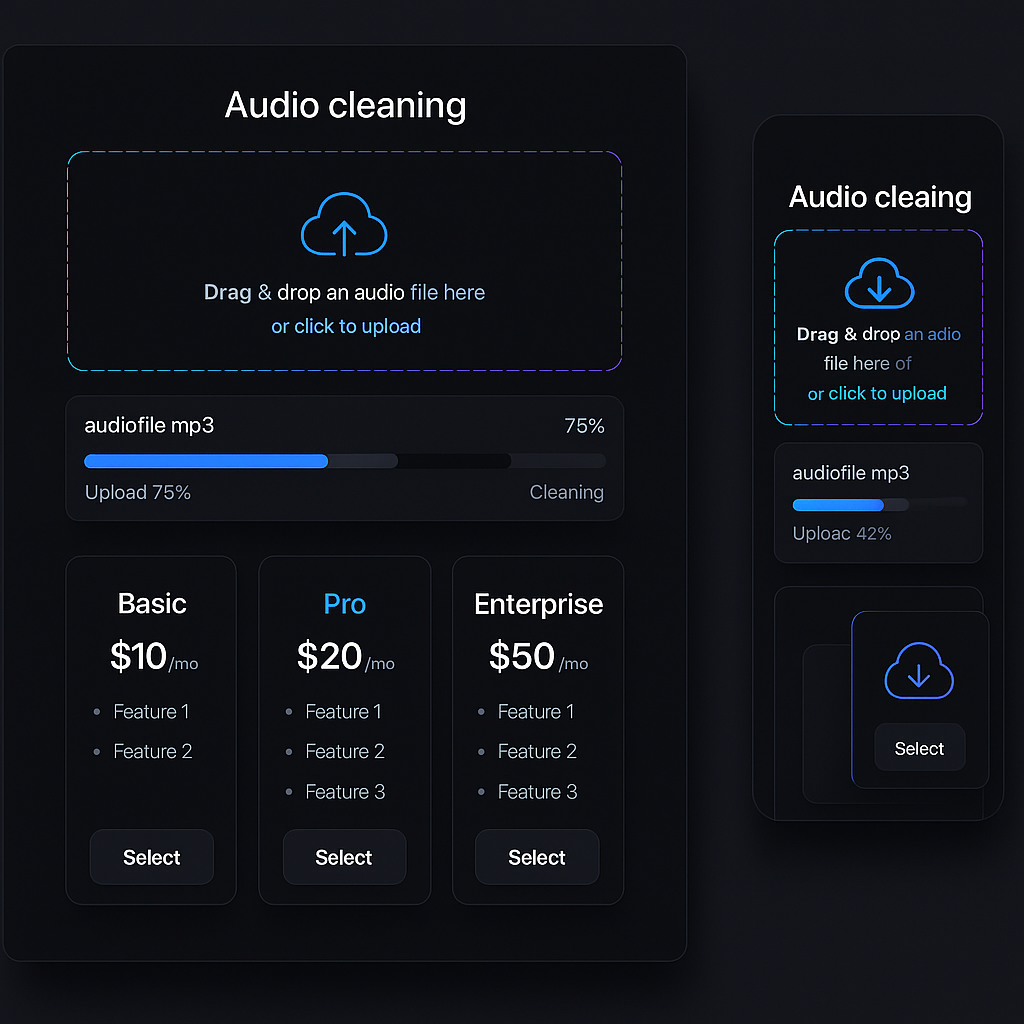 Audio cleaning
Drag & drop an audio file here
or click to upload
audiofile mp3
75%
Upload 75%
Cleaning
Basic
$10/mo
• Feature 1
• Feature 2
Select
Pro
$20/mo
• Feature 1
• Feature 2
• Feature 3
Select
Enterprise
$50/mo
• Feature 1
• Feature 2
• Feature 3
Select
Audio cleaing
Drag & drop an adio
file here of
or click to upload
audiofile mp3
Uploac 42%
Select